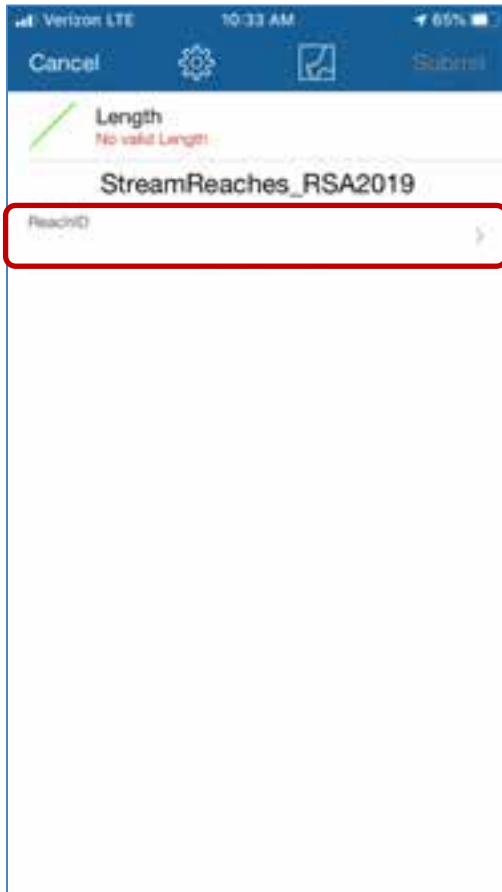 Verizon LTE 10:33 AM 65%
Cancel Submit
Length
No valid Length
StreamReaches_RSA2019
ReachID